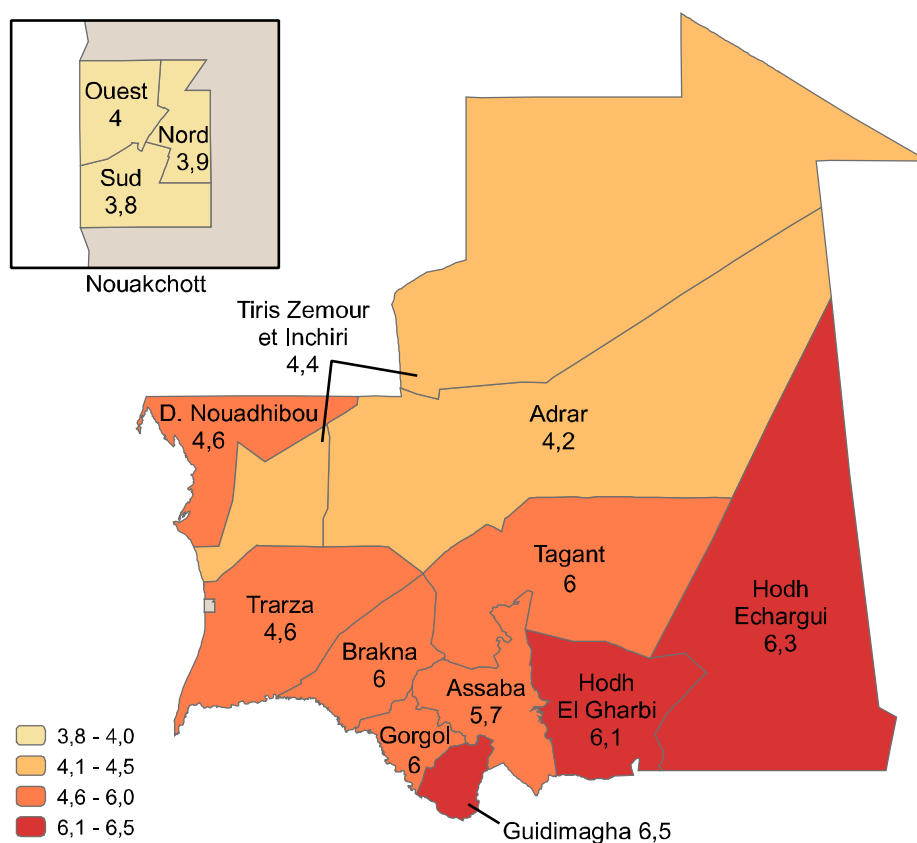 Ouest
4
Nord
3,9
Sud
3,8
Nouakchott
Tiris Zemour
et Inchiri
4,4
D. Nouadhibou
4,6
Adrar
4,2
Tagant
6
Hodh
Echargui
6,3
Trarza
4,6
Brakna
6
Assaba
5,7
Hodh
El Gharbi
6,1
Gorgol
6
Guidimagha 6,5
3,8 - 4,0
4,1 - 4,5
4,6 - 6,0
6,1 - 6,5